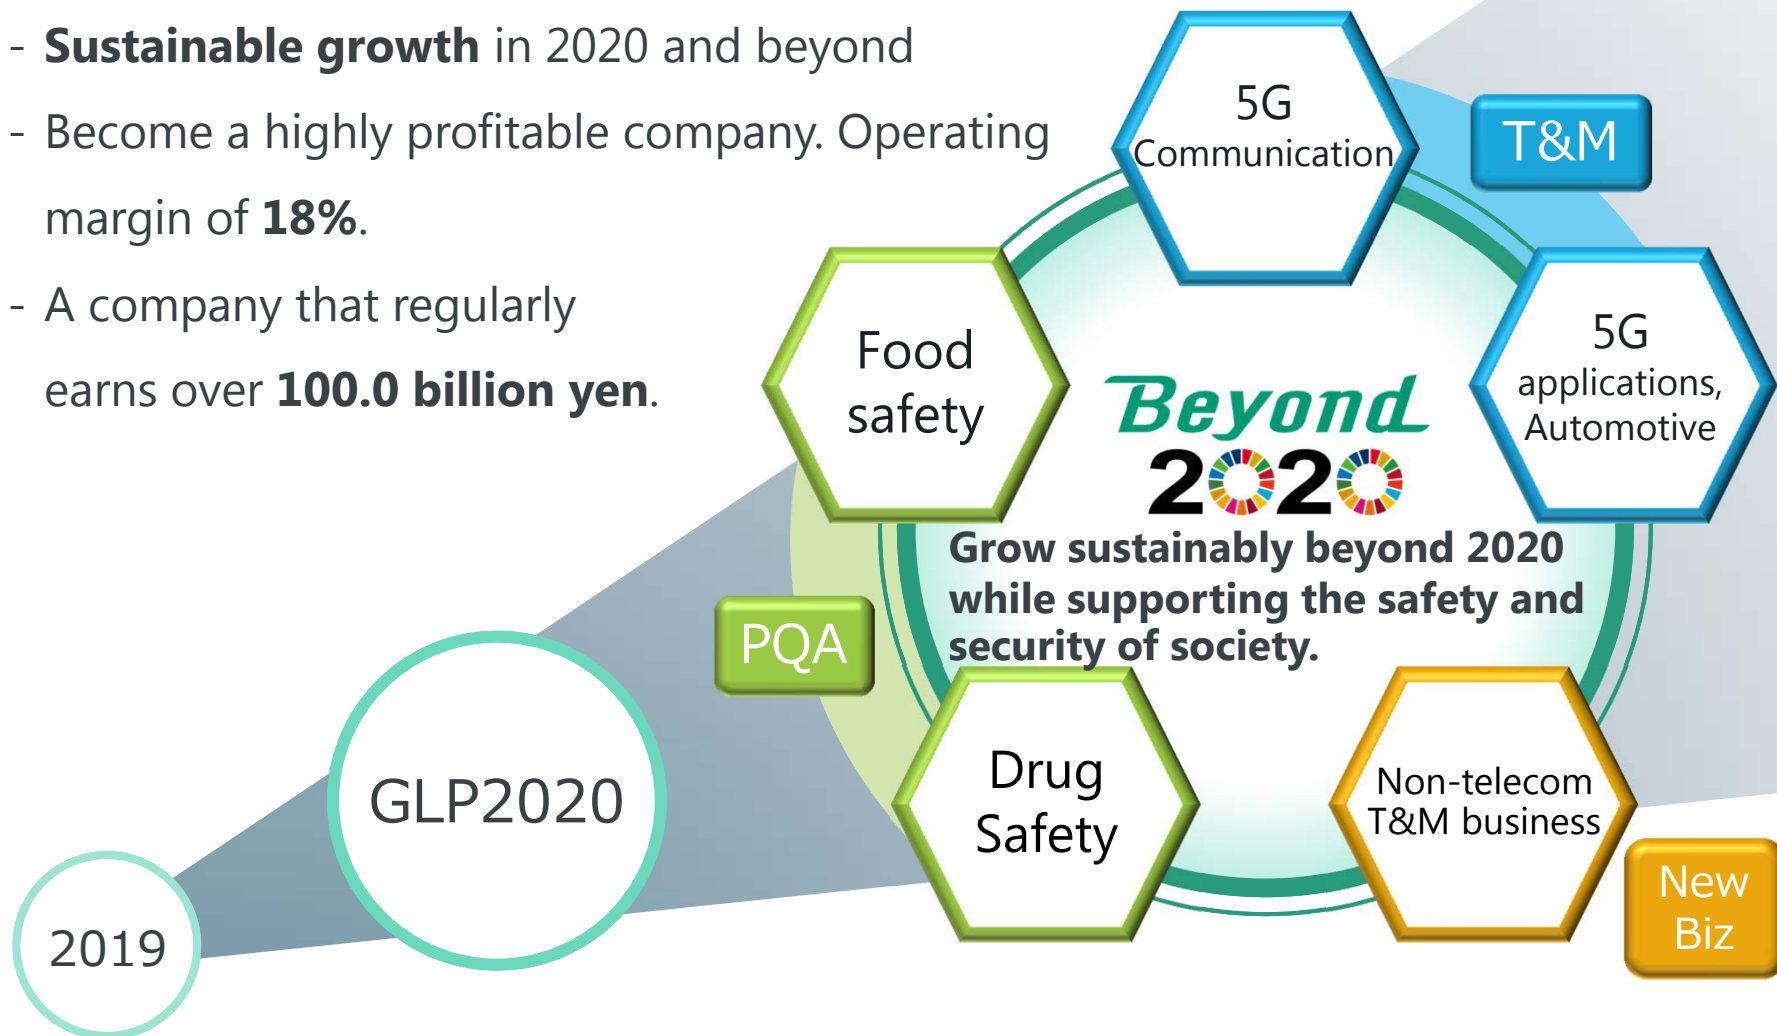 - Sustainable growth in 2020 and beyond
- Become a highly profitable company. Operating
margin of 18%.
- A company that regularly
earns over 100.0 billion yen.
5G
Communication
T&M
Food
safety
5G
applications,
Automotive
Beyond
2020
Grow sustainably beyond 2020
while supporting the safety and
security of society.
PQA
Drug
Safety
Non-telecom
T&M business
New
Biz
GLP2020
2019